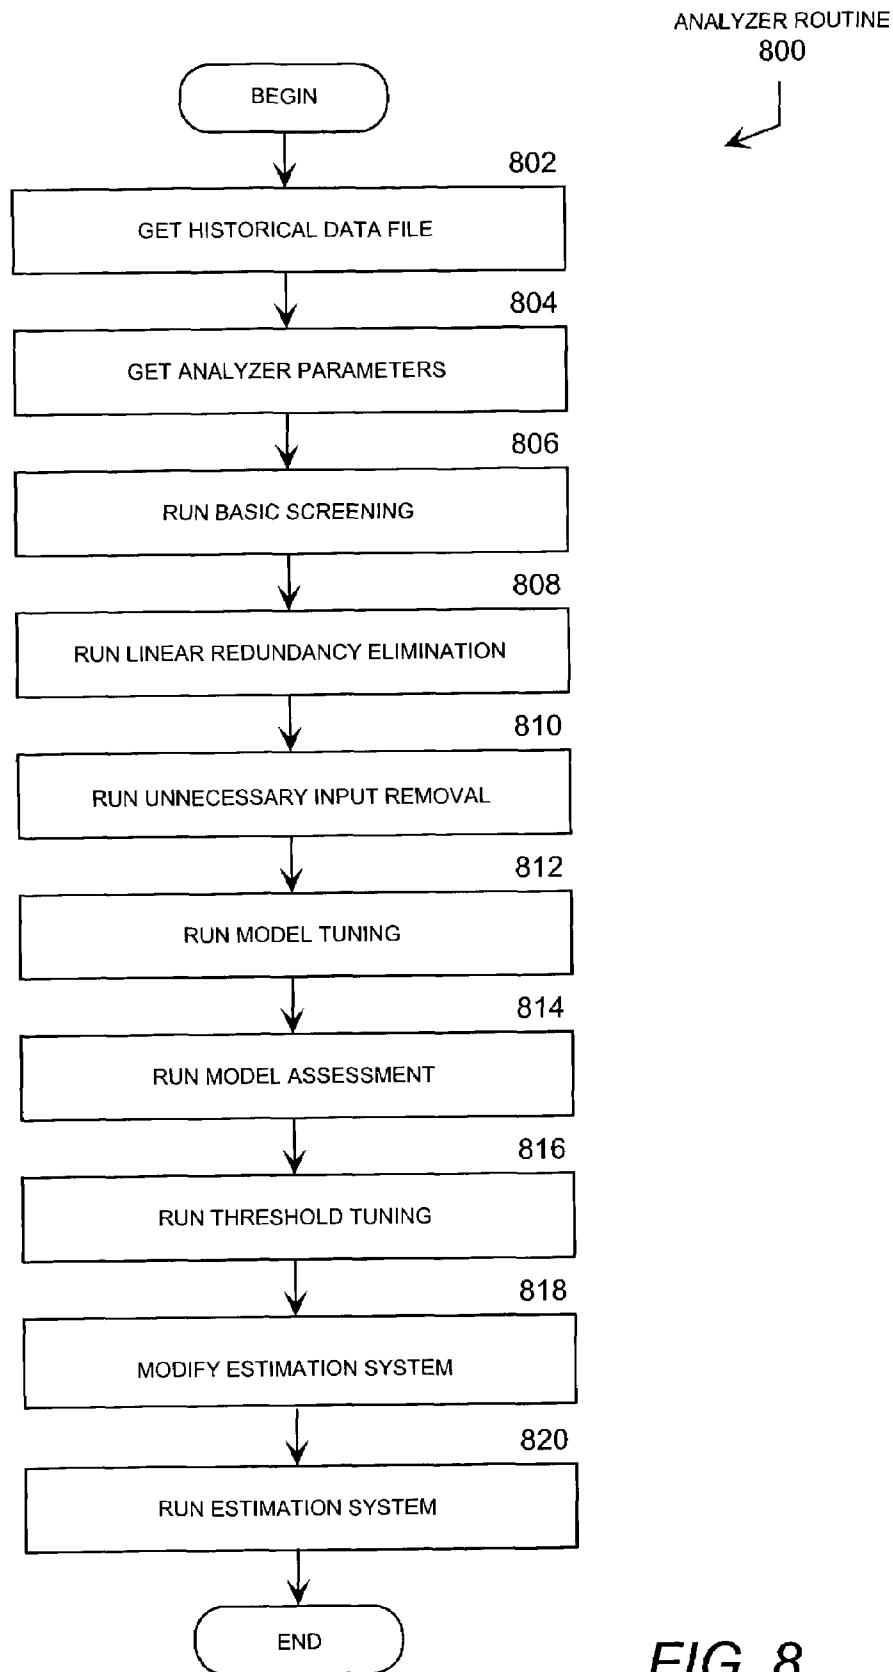 ANALYZER ROUTINE
800
BEGIN
802
GET HISTORICAL DATA FILE
804
GET ANALYZER PARAMETERS
806
RUN BASIC SCREENING
808
RUN LINEAR REDUNDANCY ELIMINATION
810
RUN UNNECESSARY INPUT REMOVAL
812
RUN MODEL TUNING
814
RUN MODEL ASSESSMENT
816
RUN THRESHOLD TUNING
818
MODIFY ESTIMATION SYSTEM
820
RUN ESTIMATION SYSTEM
END
FIG. 8